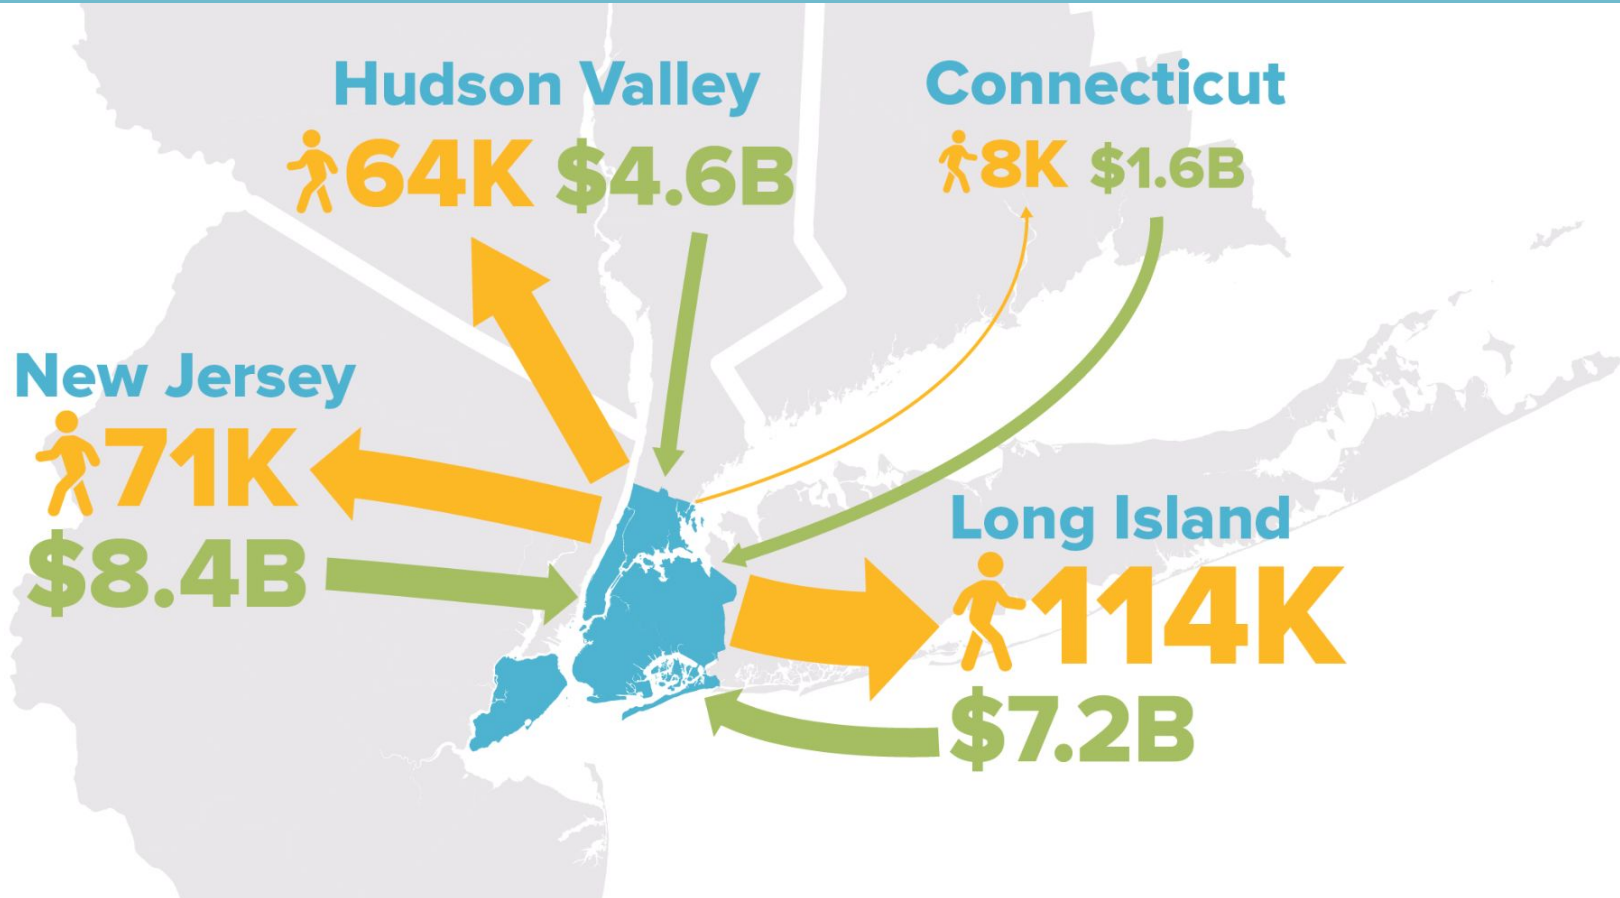 Hudson Valley
64K $4.6B
Connecticut
8K $1.6B
New Jersey
71K
$8.4B
Long Island
114K
$7.2B